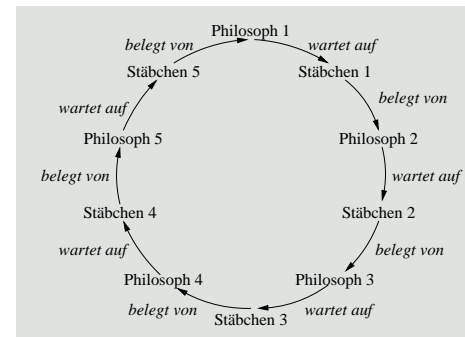 Philosoph 1
belegt von
wartet auf
Stäbchen 5
Stäbchen 1
wartet auf
belegt von
Philosoph 5
Philosoph 2
belegt von
wartet auf
Stäbchen 4
Stäbchen 2
wartet auf
belegt von
Philosoph 4
Philosoph 3
belegt von
wartet auf
Stäbchen 3